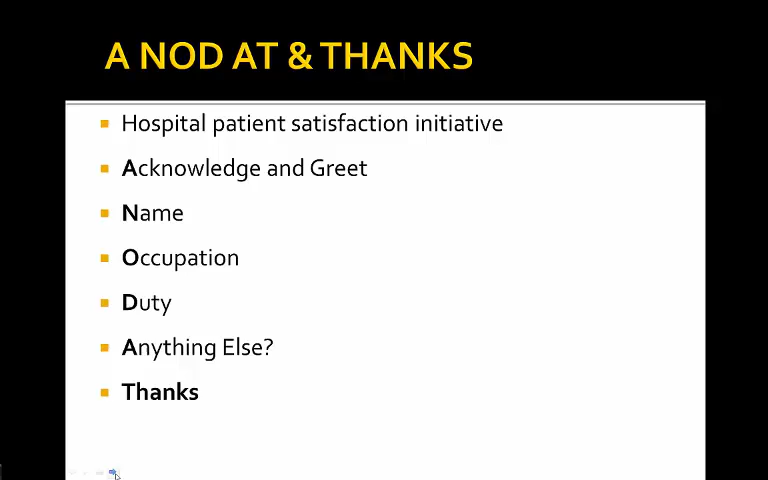 A NOD AT & THANKS
Hospital patient satisfaction initiative
Acknowledge and Greet
Name
Occupation
Duty
Anything Else?
Thanks